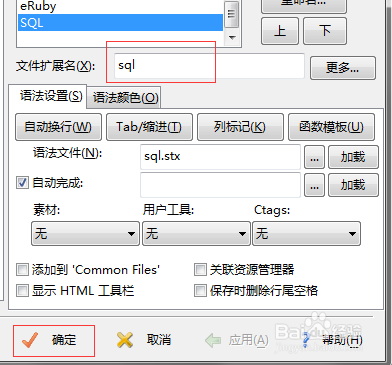 eRuby
重命名...
SQL
上 下
文件扩展名(X): sql 更多...
语法设置(S) 语法颜色(O)
自动换行(W) Tab/缩进(T) 列标记(K) 函数模板(U)
语法文件(N): sql.stx ... 加载
自动完成: ... 加载
素材: 用户工具: Ctags:
无 无 无
添加到 'Common Files' 关联资源管理器
显示 HTML 工具栏 保存时删除行尾空格
确定 取消 应用(A) 帮助(H)
Baidu 经验